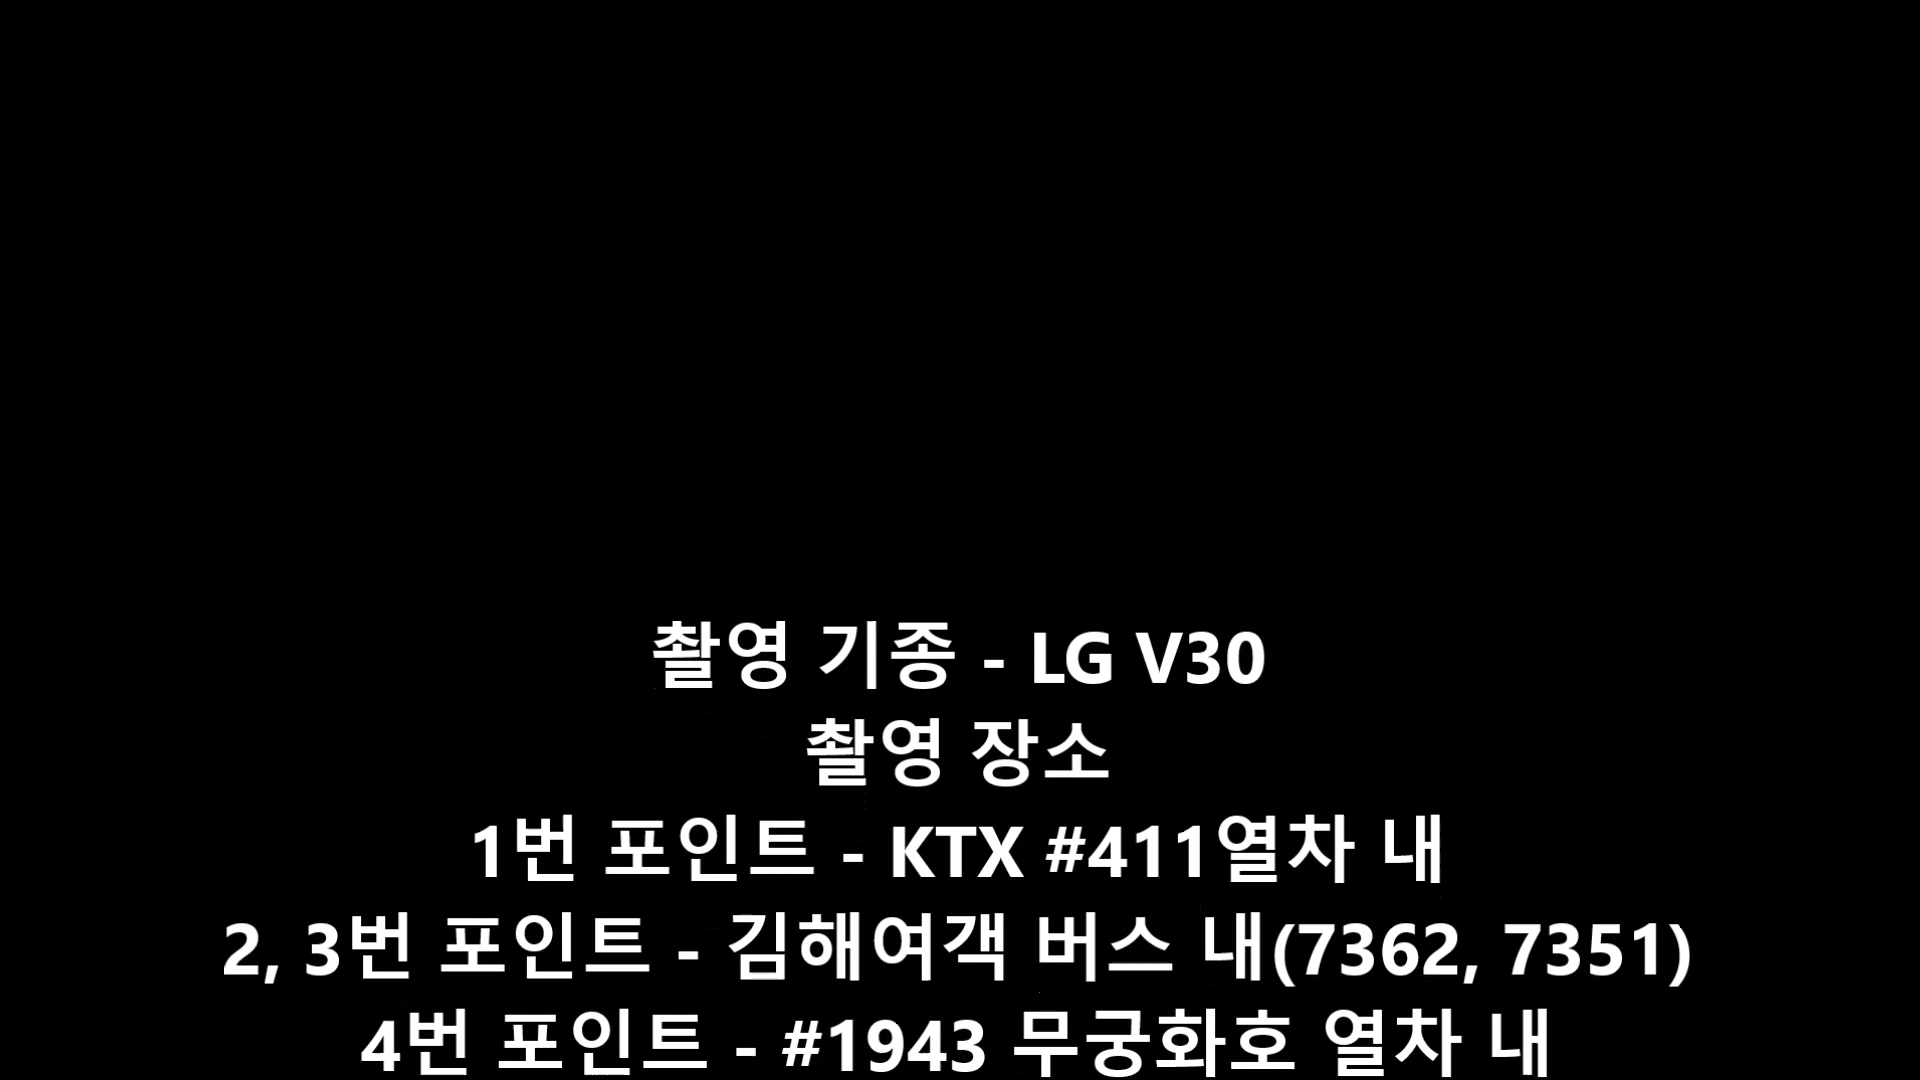 촬영 기종 - LG V30
촬영 장소
1번 포인트 - KTX #411열차 내
2, 3번 포인트 - 김해여객 버스 내(7362, 7351)
4번 포인트 - #1943 무궁화호 열차 내